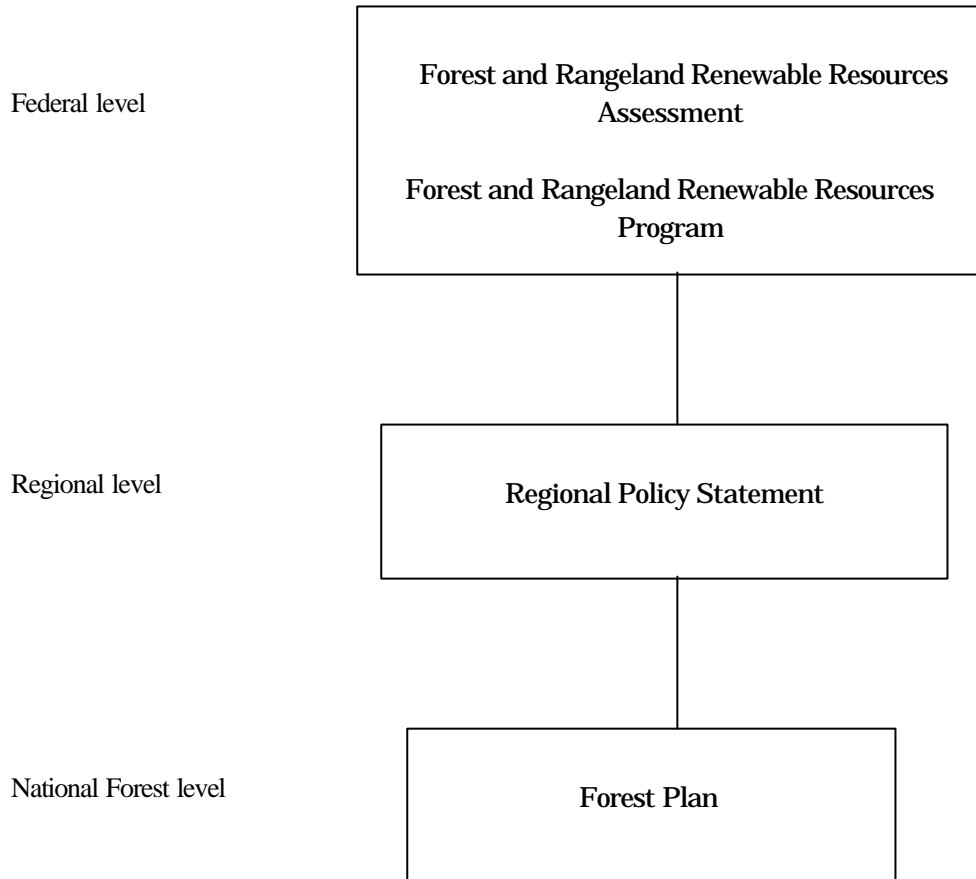 Federal level
Forest and Rangeland Renewable Resources
Assessment
Forest and Rangeland Renewable Resources
Program
Regional level
Regional Policy Statement
National Forest level
Forest Plan